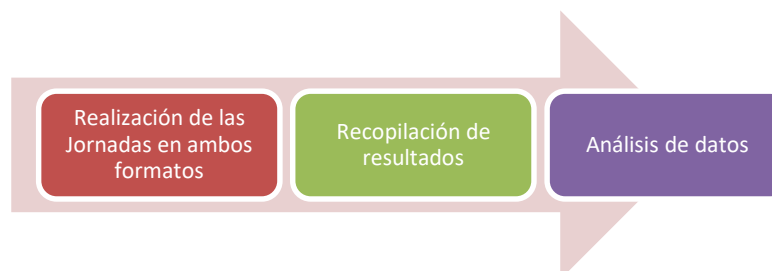 Realización de las
Jornadas en ambos
formatos
Recopilación de
resultados
Análisis de datos